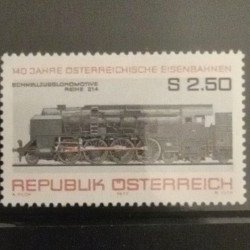 140 JAHRE ÖSTERREICHISCHE EISENBAHNEN
SCHNELLZUGSLOKOMOTIVE
REIHE 214
S 2.50
REPUBLIK ÖSTERREICH